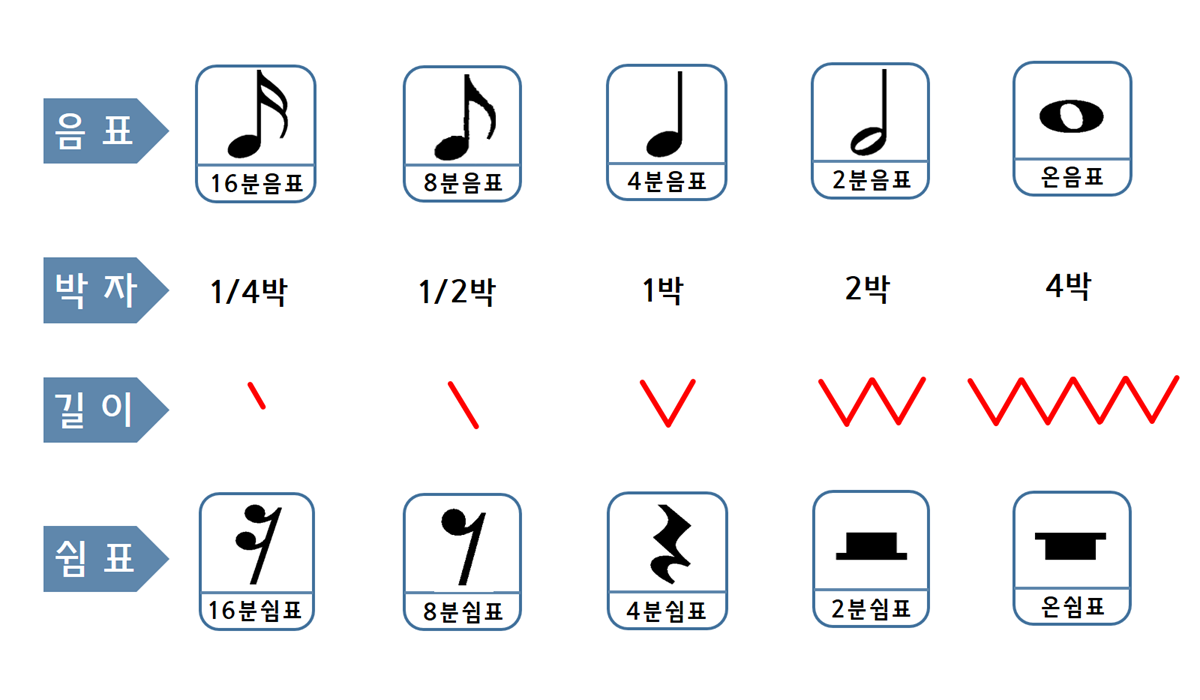 음 표
16분음표
8분음표
4분음표
2분음표
온음표
박 자
1/4박
1/2박
1박
2박
4박
길 이
쉼 표
16분쉼표
8분쉼표
4분쉼표
2분쉼표
온쉼표